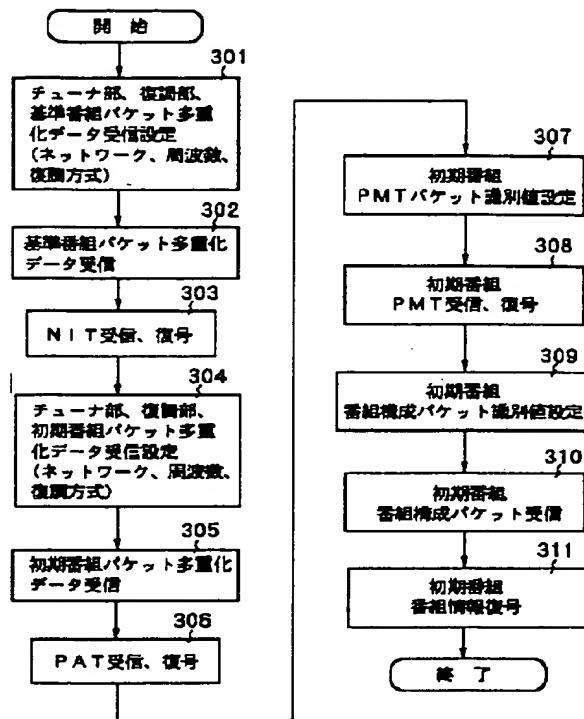 開 始
301
チューナ部、復調部、
基準番組パケット多重
化データ受信設定
(ネットワーク、周波数、
復調方式)
302
基準番組パケット多重化
データ受信
303
NIT受信、復号
304
チューナ部、復調部、
初期番組パケット多重
化データ受信設定
(ネットワーク、周波数、
復調方式)
305
初期番組パケット多重化
データ受信
306
PAT受信、復号
307
初期番組
PMTパケット識別値設定
308
初期番組
PMT受信、復号
309
初期番組
番組構成パケット識別値設定
310
初期番組
番組構成パケット受信
311
初期番組
番組情報復号
終 了